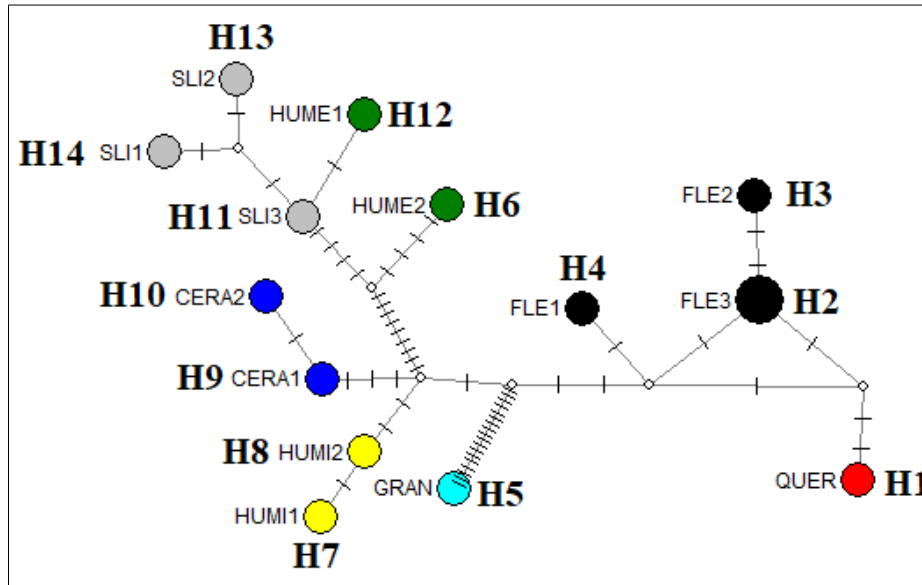 H13
SLI2
HUME1 H12
H14 SLI1
FLE2 H3
H11 SLI3
HUME2 H6
H4
H10 CERA2
FLE1
FLE3 H2
H9 CERA1
H8 HUMI2
GRAN H5
QUER H1
HUMI1
H7